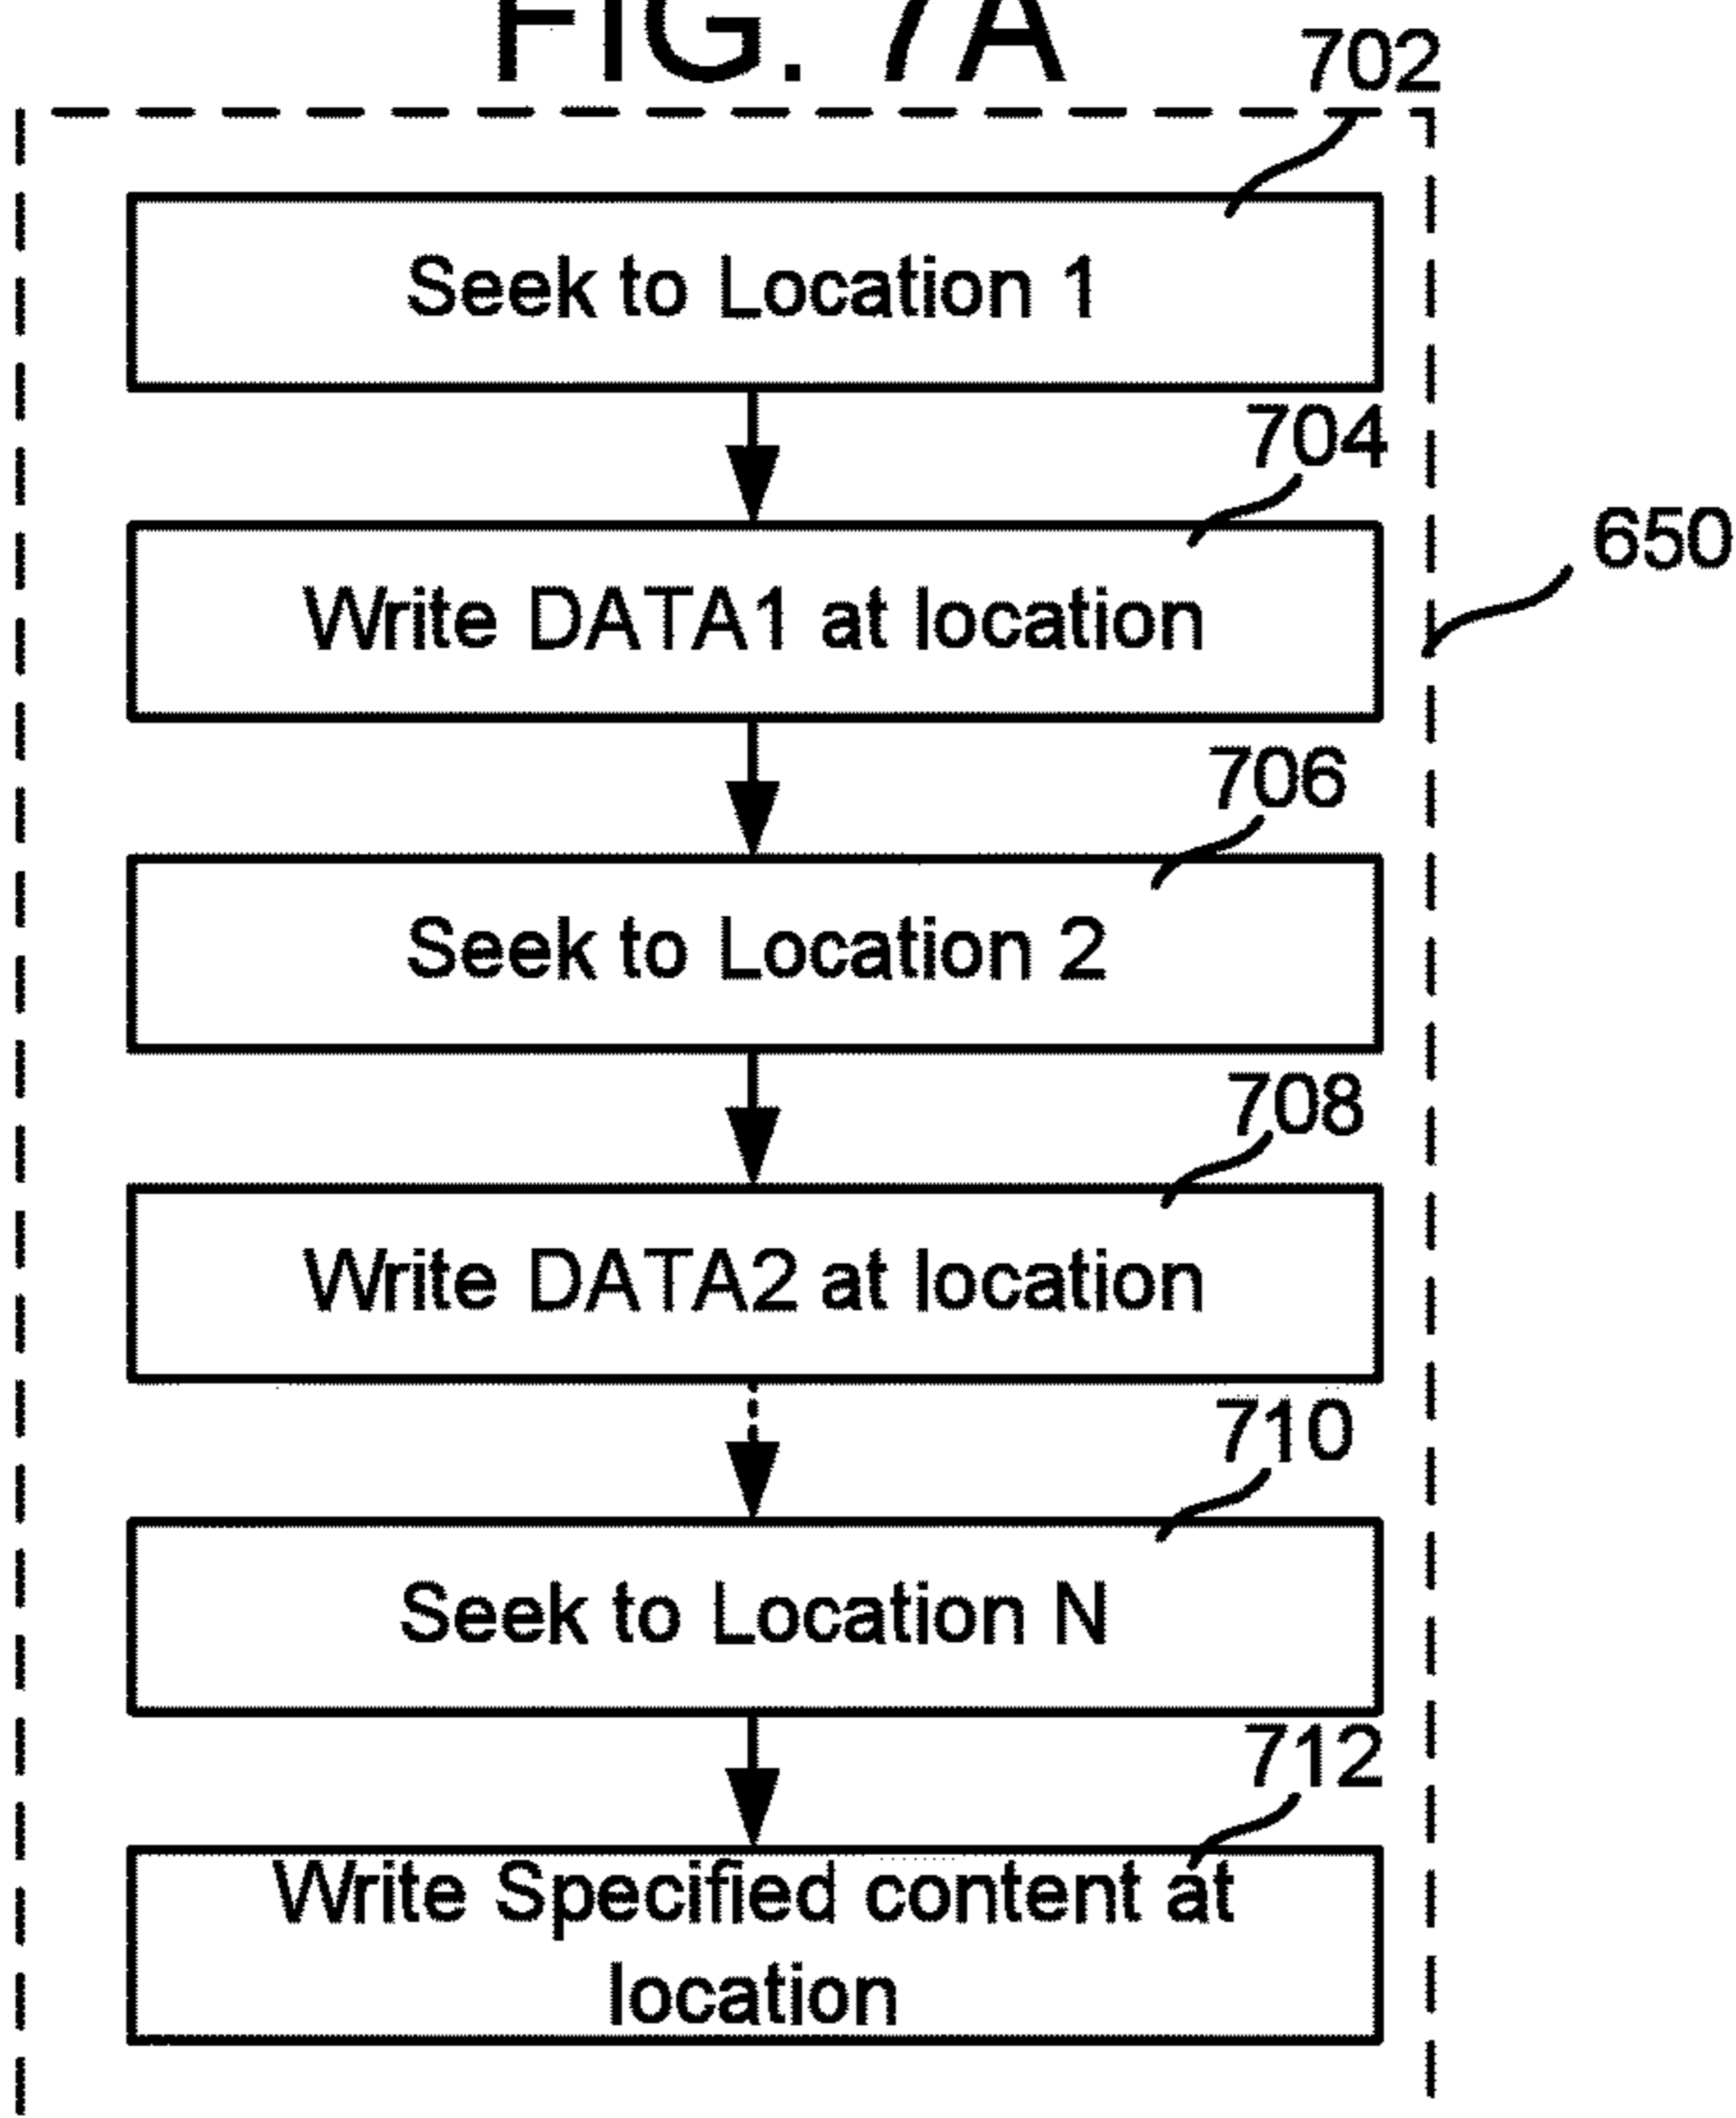 FIG. 7A
702
Seek to Location 1
704
650
Write DATA1 at location
706
Seek to Location 2
708
Write DATA2 at location
710
Seek to Location N
712
Write Specified content at
location